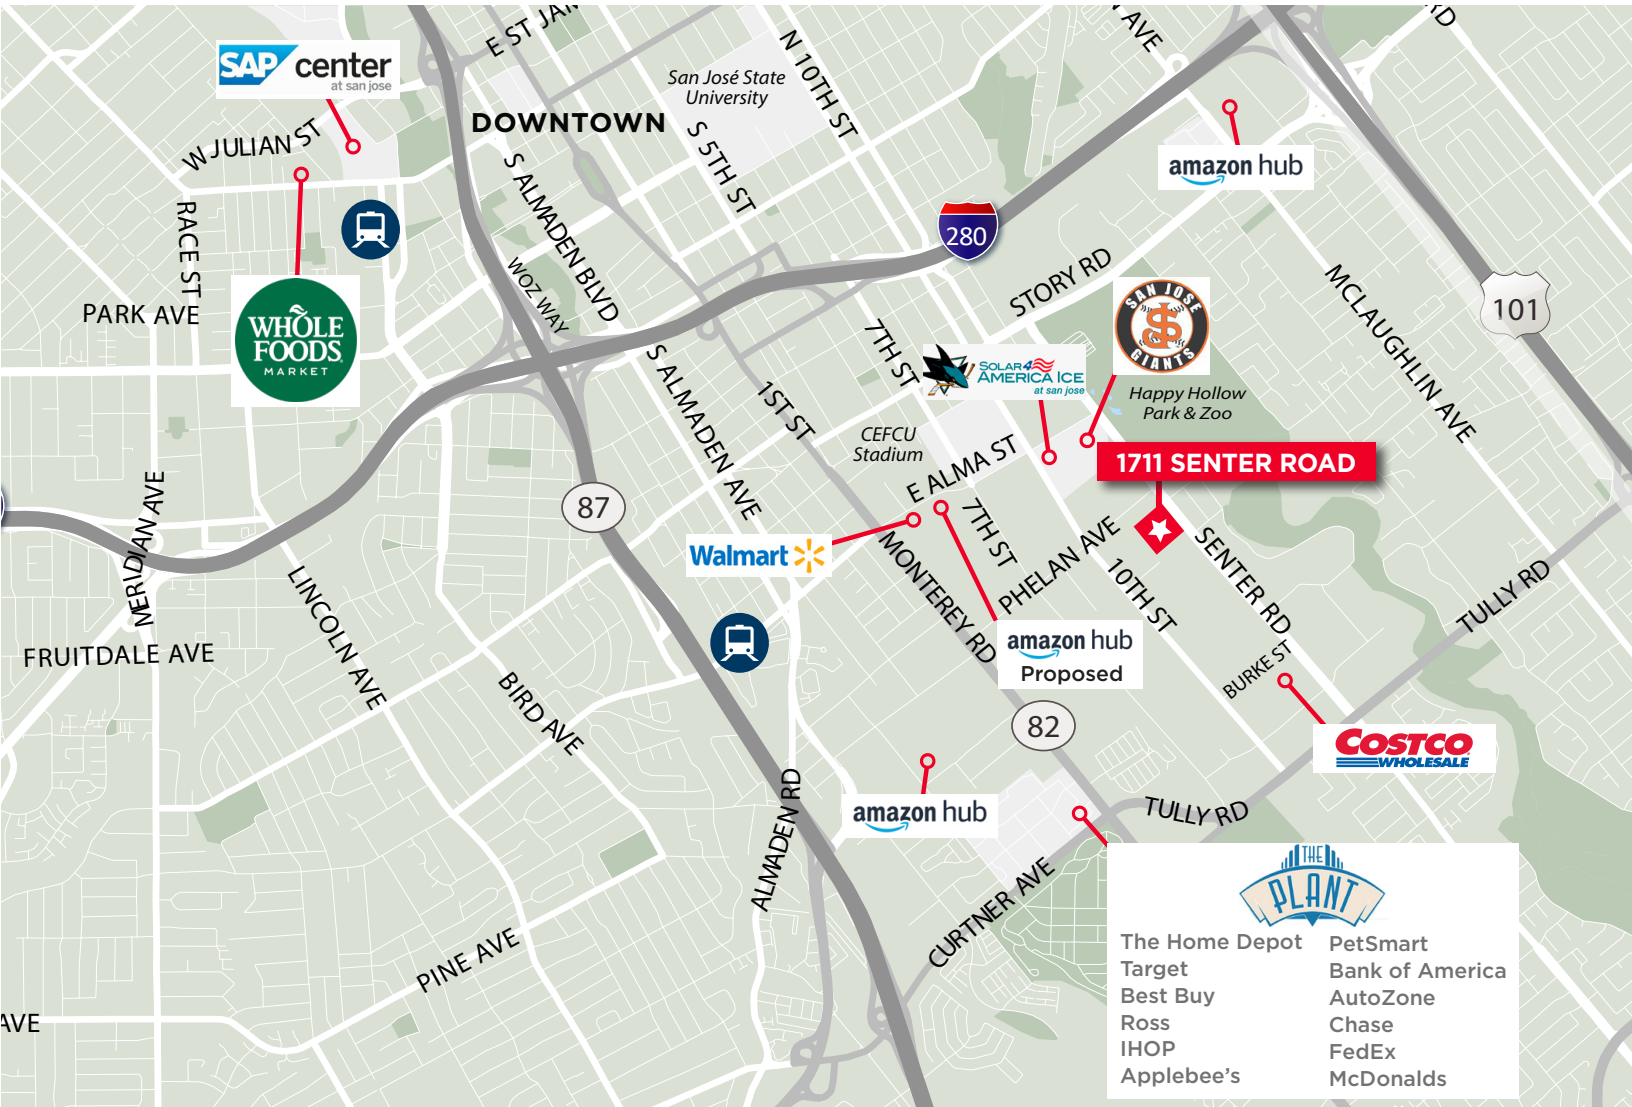 E ST JAM
N AVE
RD
SAP center
at san jose
San José State
University
N 10TH ST
DOWNTOWN
W JULIAN ST
S 5TH ST
S ALMADEN BLVD
amazon hub
RACE ST
280
STORY RD
WOZ WAY
PARK AVE
WHOLE
FOODS
MARKET
MCLAUGHLIN AVE
101
SAN JOSE
GIANTS
7TH ST
SOLAR4
AMERICA ICE
at san jose
S ALMADEN AVE
1ST ST
Happy Hollow
Park & Zoo
CEFCU
Stadium
E ALMA ST
1711 SENTER ROAD
87
MERIDIAN AVE
7TH ST
PHELAN AVE
SENTER RD
Walmart
MONTEREY RD
10TH ST
TULLY RD
LINCOLN AVE
FRUITDALE AVE
amazon hub
Proposed
BURKE ST
BIRD AVE
82
COSTCO
WHOLESALE
ALMADEN RD
amazon hub
TULLY RD
CURTNER AVE
PINE AVE
AVE
THE
PLANT
The Home Depot
Target
Best Buy
Ross
IHOP
Applebee's
PetSmart
Bank of America
AutoZone
Chase
FedEx
McDonalds